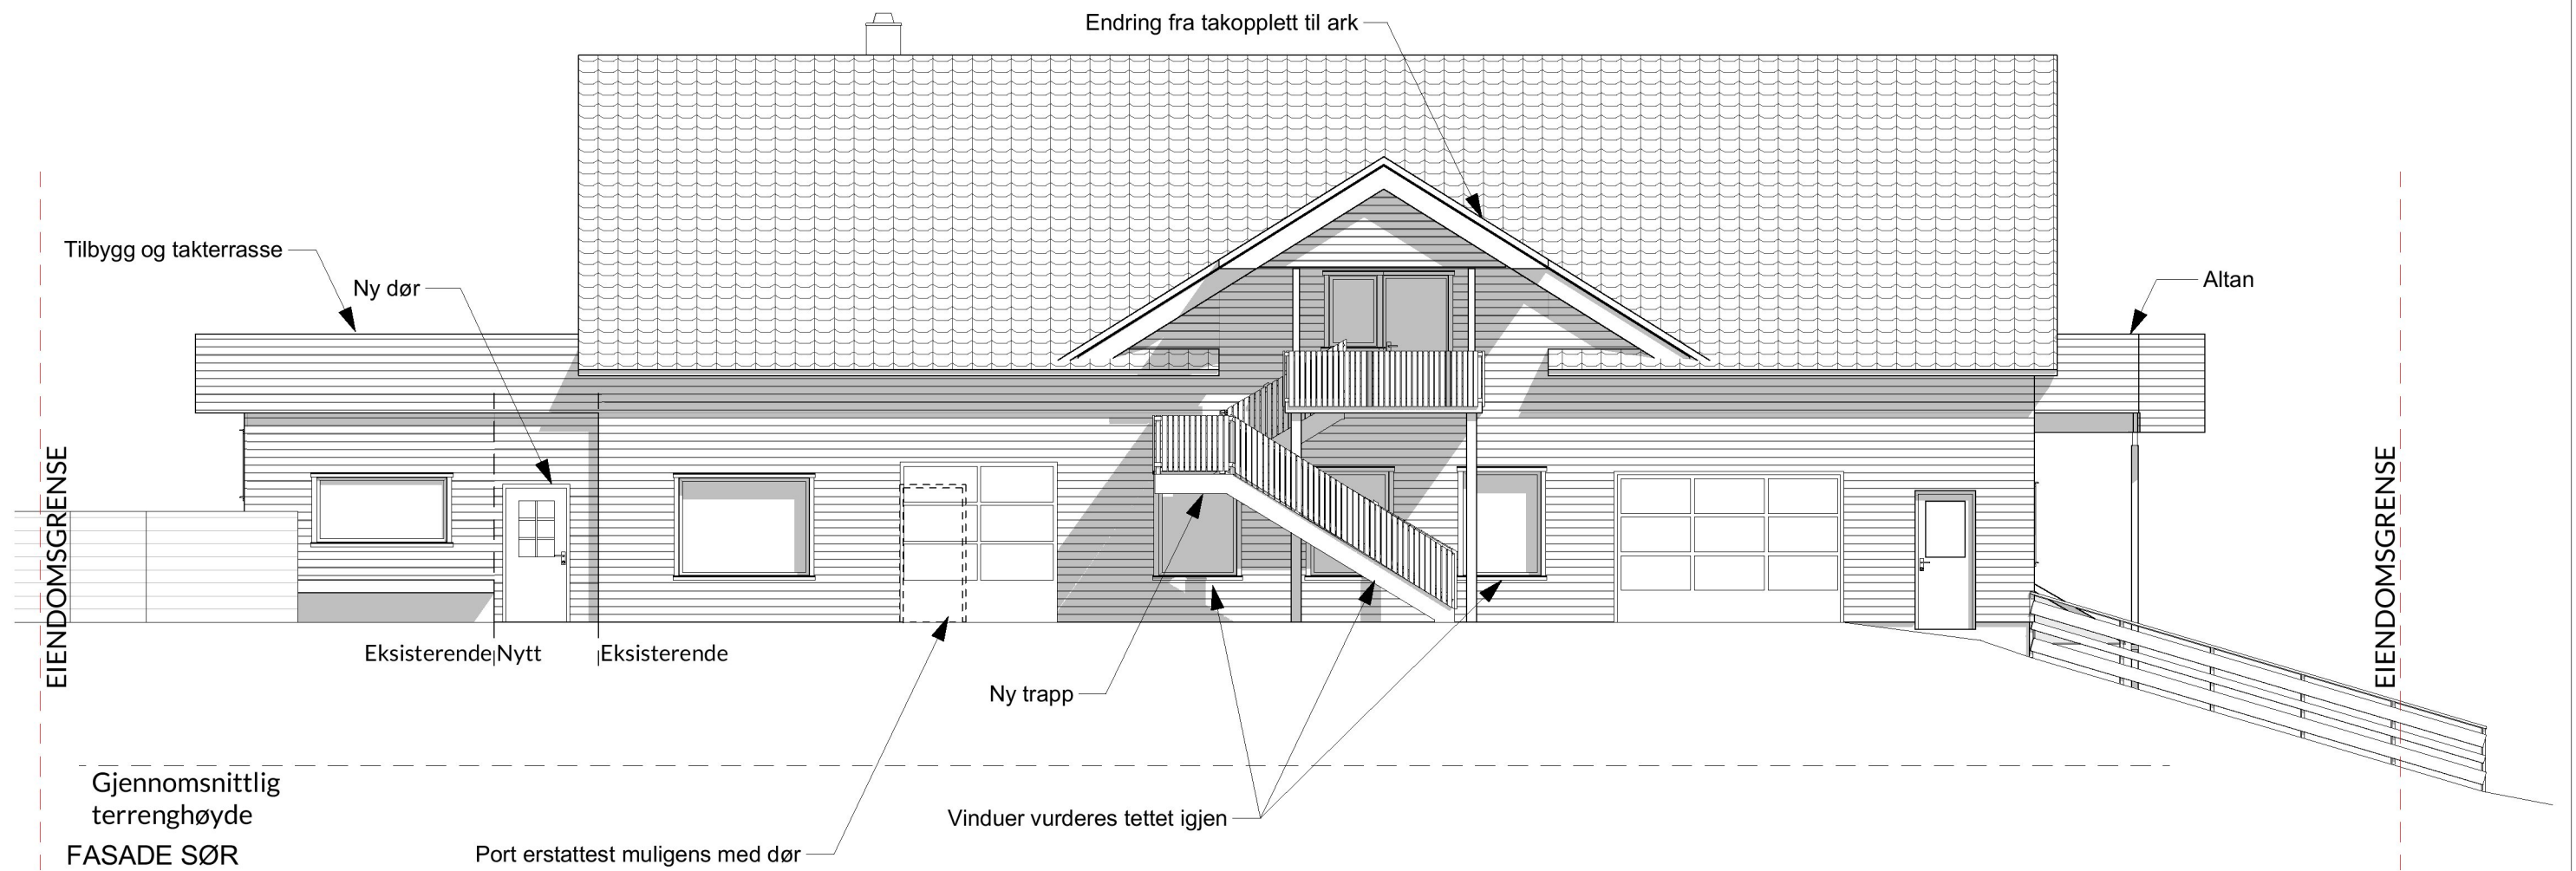 Endring fra takopplett til ark
Tilbygg og takterrasse
Ny dør
Altan
EIENDOMSGRENSE
EIENDOMSGRENSE
Eksisterende Nytt Eksisterende
Ny trapp
Gjennomsnittlig
terrenghøyde
Vinduer vurderes tettet igjen
FASADE SØR
Port erstattest muligens med dør